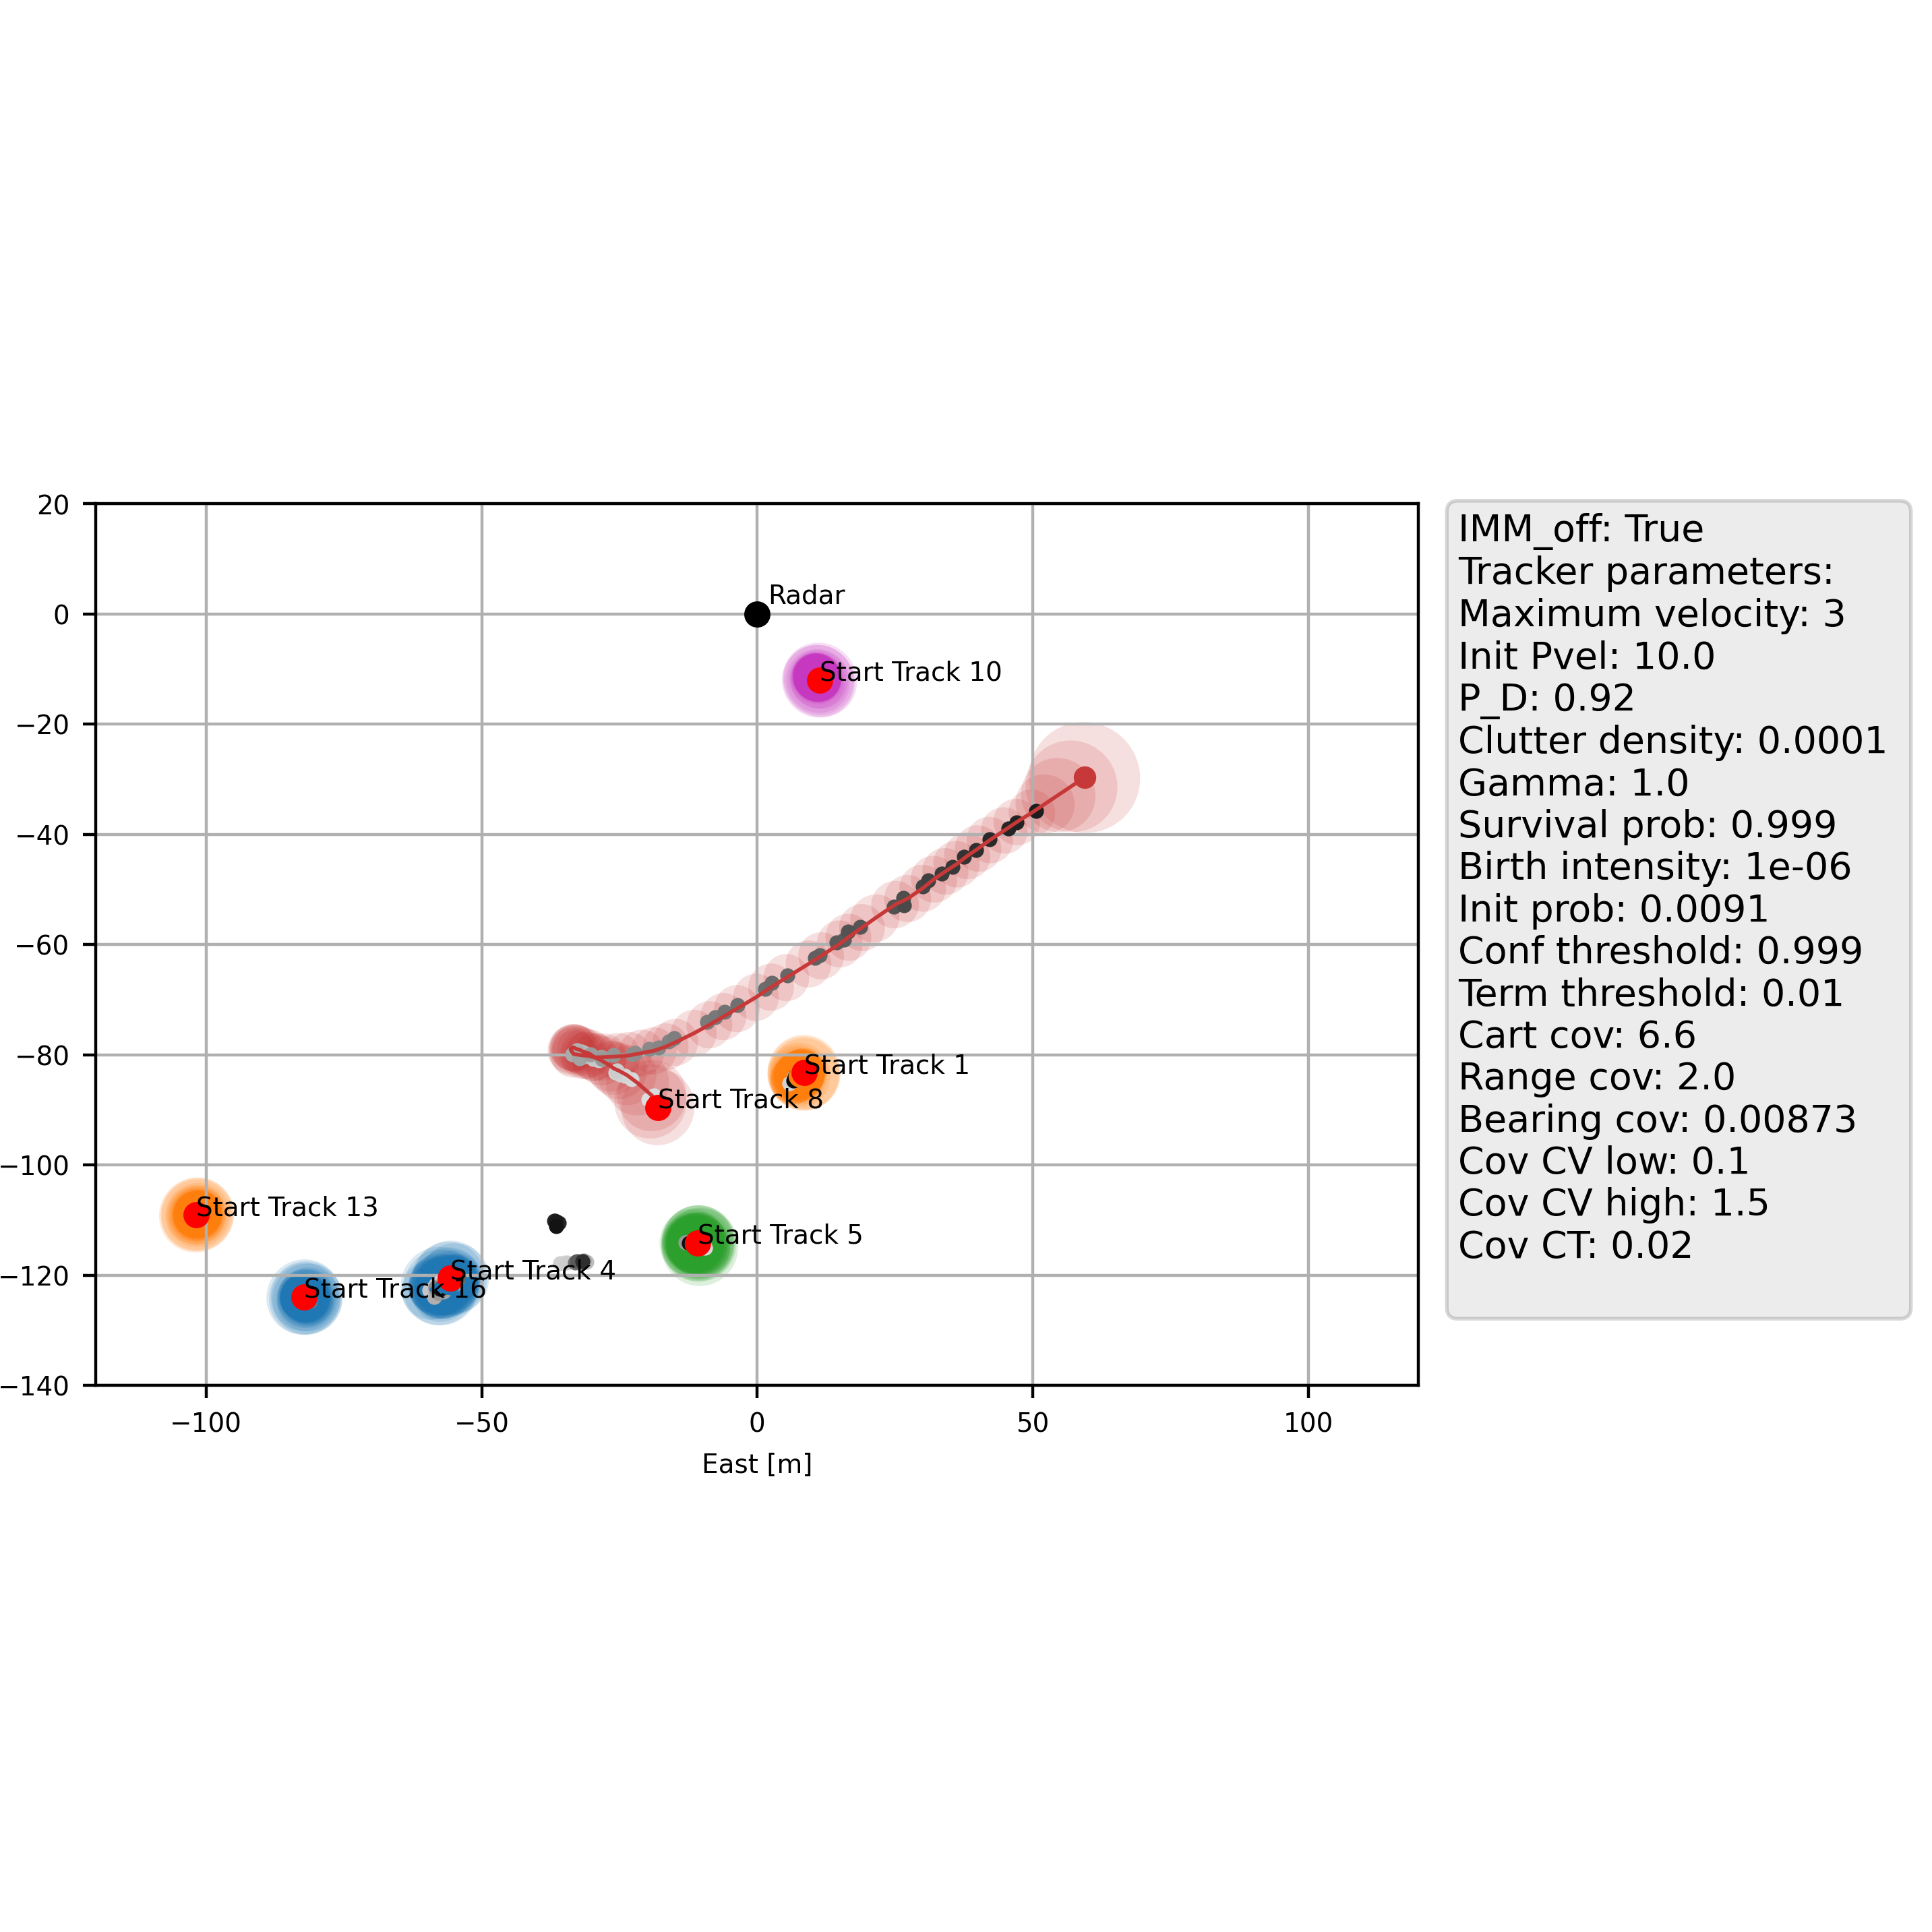 20
0
−20
−40
−60
−80
−100
−120
−140
−100
−50
0
50
100
East [m]
Radar
Start Track 10
Start Track 1
Start Track 8
Start Track 13
Start Track 5
Start Track 4
Start Track 16
IMM_off: True
Tracker parameters:
Maximum velocity: 3
Init Pvel: 10.0
P_D: 0.92
Clutter density: 0.0001
Gamma: 1.0
Survival prob: 0.999
Birth intensity: 1e-06
Init prob: 0.0091
Conf threshold: 0.999
Term threshold: 0.01
Cart cov: 6.6
Range cov: 2.0
Bearing cov: 0.00873
Cov CV low: 0.1
Cov CV high: 1.5
Cov CT: 0.02